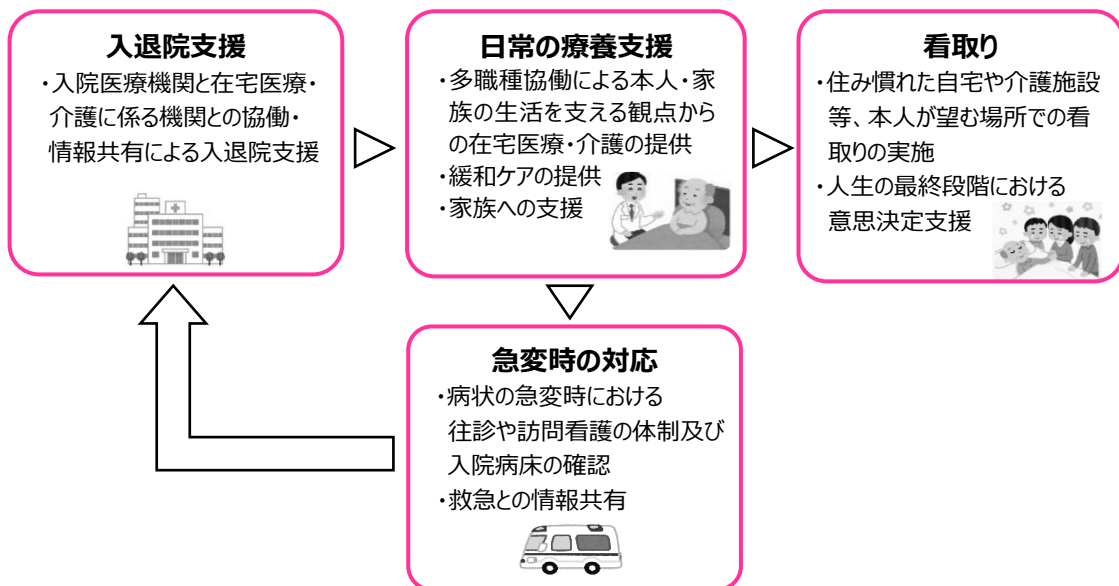 入退院支援
・入院医療機関と在宅医療・
介護に係る機関との協働・
情報共有による入退院支援
日常の療養支援
・多職種協働による本人・家
族の生活を支える観点から
の在宅医療・介護の提供
・緩和ケアの提供
・家族への支援
看取り
・住み慣れた自宅や介護施設
等、本人が望む場所での看
取りの実施
・人生の最終段階における
意思決定支援
急変時の対応
・病状の急変時における
往診や訪問看護の体制及び
入院病床の確認
・救急との情報共有